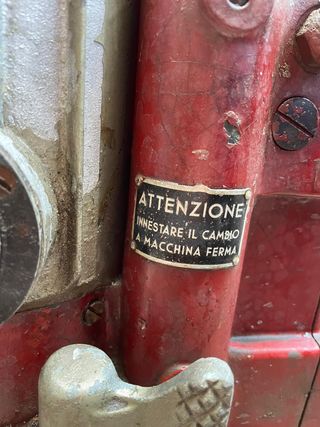 ATTENZIONE
INNESTARE IL CAMBIO
A MACCHINA FERMA